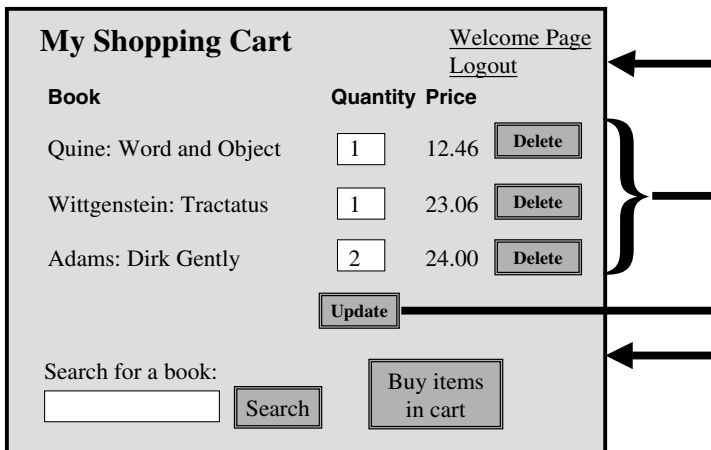 My Shopping Cart
Welcome Page
Logout
Book Quantity Price
Quine: Word and Object 1 12.46 Delete
Wittgenstein: Tractatus 1 23.06 Delete
Adams: Dirk Gently 2 24.00 Delete
Update
Search for a book:
Search
Buy items
in cart